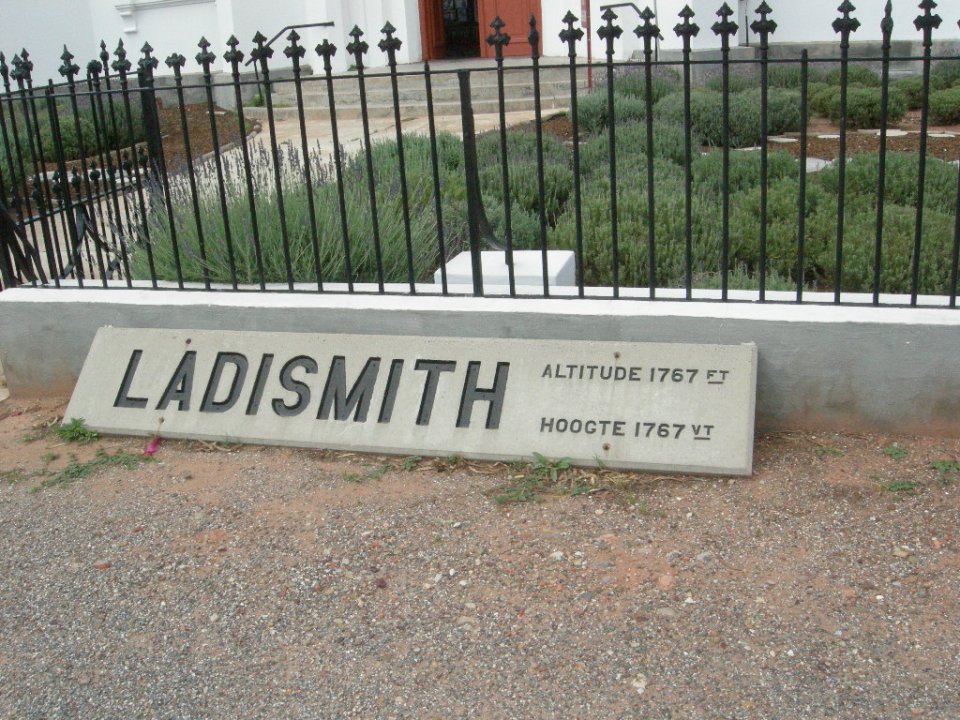 LADISMITH
ALTITUDE 1767 FT
HOOGTE 1767 VT